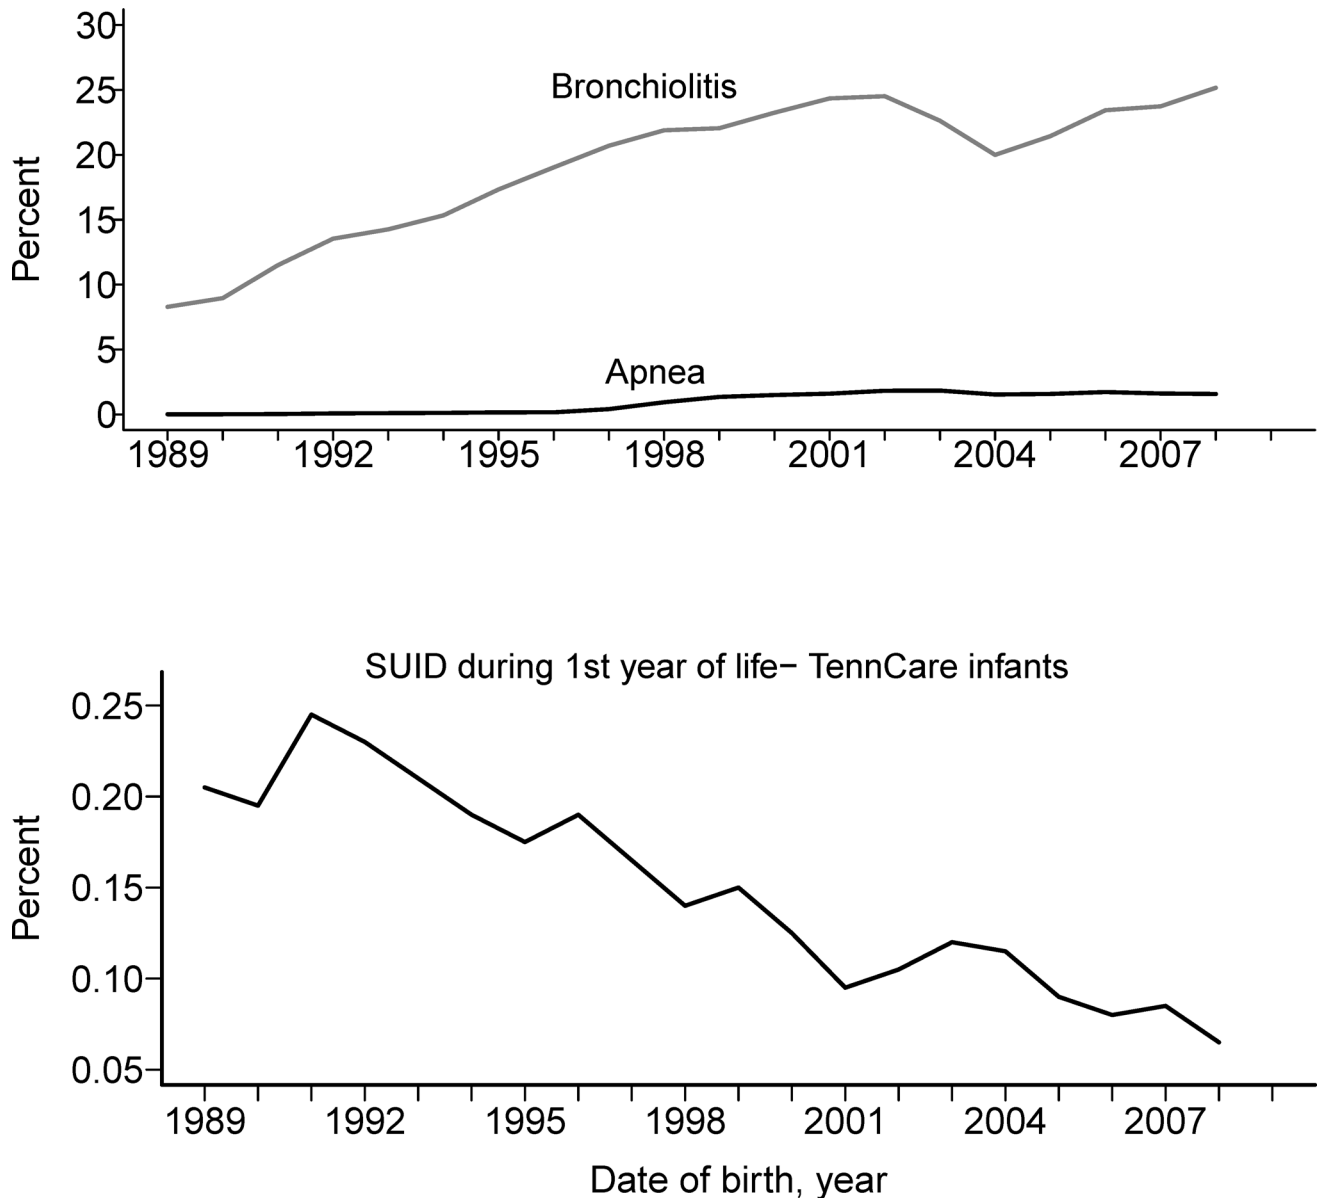 30
Bronchiolitis
25
20
Percent
15
10
5
Apnea
0
1989 1992 1995 1998 2001 2004 2007
SUID during 1st year of life− TennCare infants
0.25
0.20
Percent
0.15
0.10
0.05
1989 1992 1995 1998 2001 2004 2007
Date of birth, year